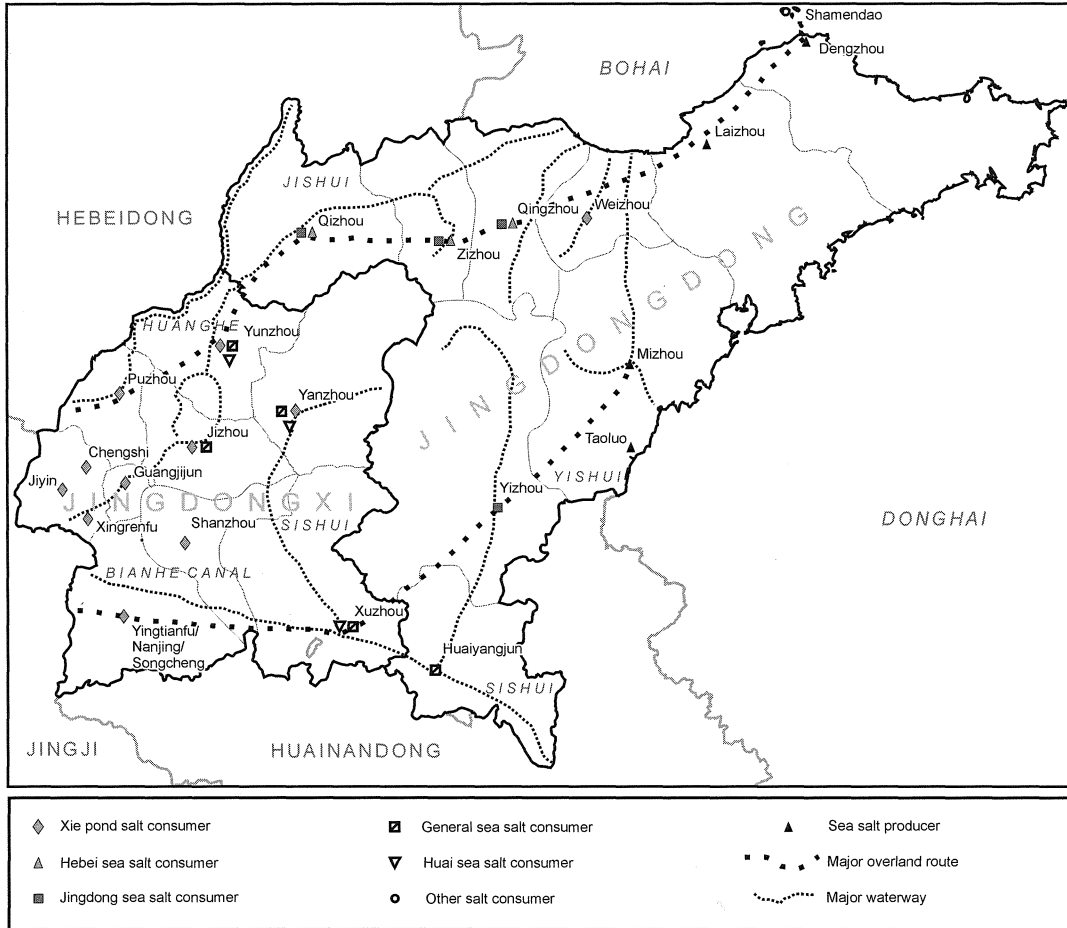 Shamendao
Dengzhou
BOHAI
Laizhou
JISHUI
HEBEIDONG
Qizhou
Qingzhou
Weizhou
Zizhou
HUANGHE
Yunzhou
JINGDONGDONG
Mizhou
Puzhou
Yanzhou
Jizhou
Taoluo
Chengshi
Guangjijun
Jiyin
YISHUI
Yizhou
JINGDONGXI
Xingrenfu
Shanzhou
SISHUI
DONGHAI
BIANHE CANAL
Xuzhou
Yingtianfu/
Nanjing/
Songcheng
Huaiyangjun
SISHUI
JINGJI
HUAINANDONG
Xie pond salt consumer
General sea salt consumer
Sea salt producer
Hebei sea salt consumer
Huai sea salt consumer
Major overland route
Jingdong sea salt consumer
Other salt consumer
Major waterway